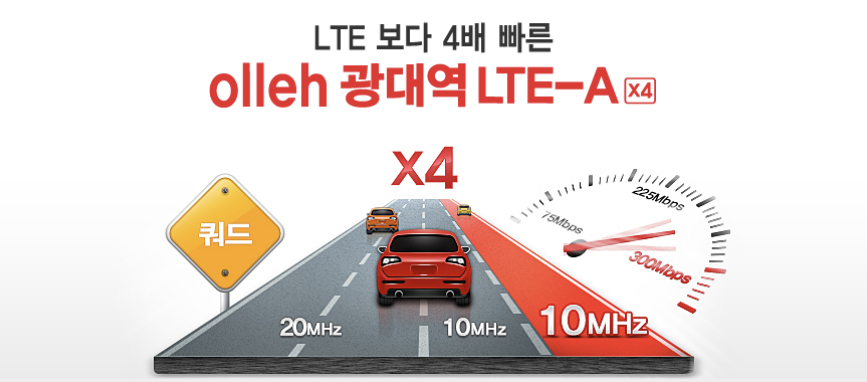 LTE 보다 4배 빠른
olleh 광대역 LTE-A x4
x4
쿼드
75Mbps
225Mbps
300Mbps
20MHz
10MHz
10MHz